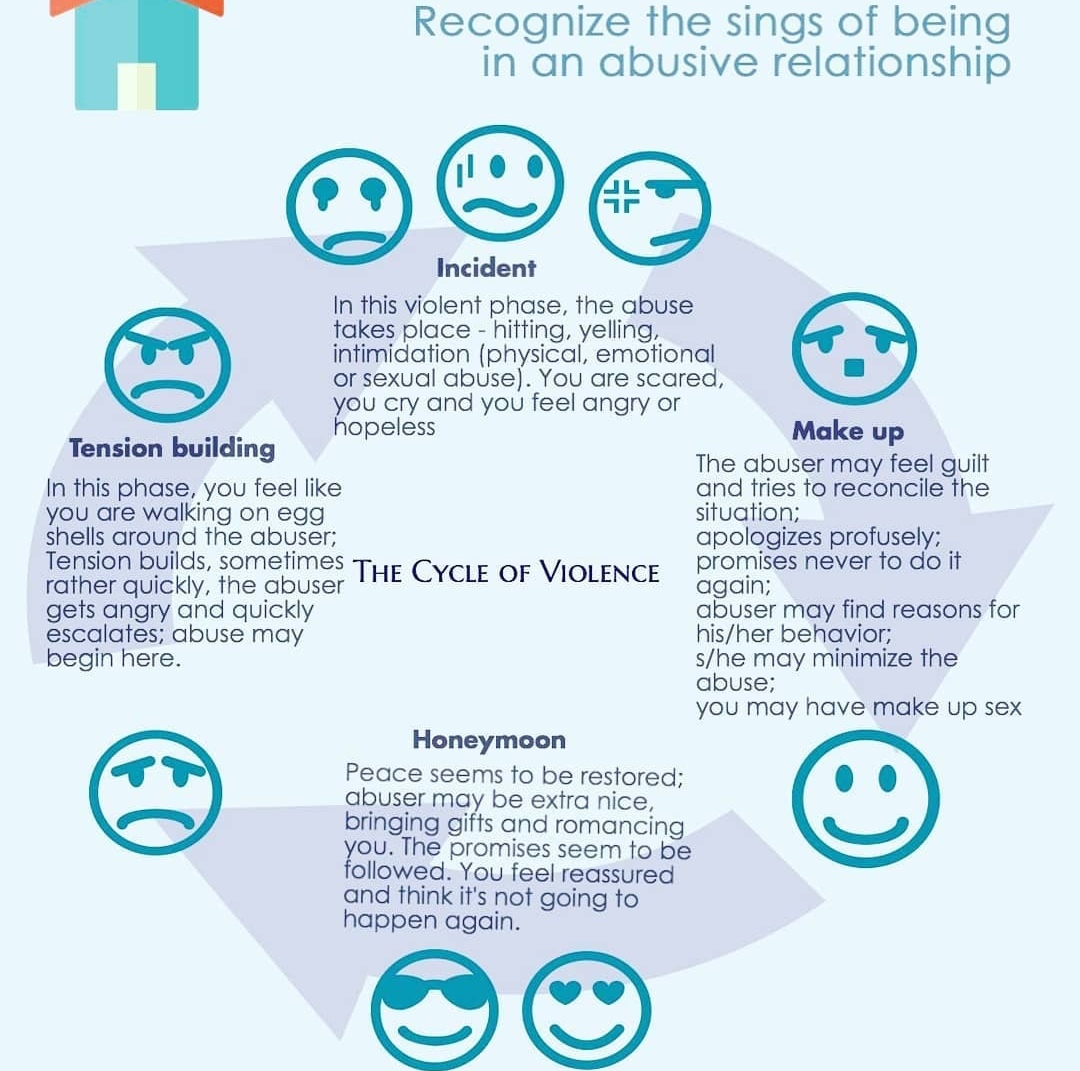 Recognize the sings of being
in an abusive relationship
Incident
In this violent phase, the abuse
takes place - hitting, yelling,
intimidation (physical, emotional
or sexual abuse). You are scared,
you cry and you feel angry or
hopeless
Make up
The abuser may feel guilt
and tries to reconcile the
situation;
apologizes profusely;
promises never to do it
again;
abuser may find reasons for
his/her behavior;
s/he may minimize the
abuse;
you may have make up sex
Tension building
In this phase, you feel like
you are walking on egg
shells around the abuser;
Tension builds, sometimes
rather quickly, the abuser
gets angry and quickly
escalates; abuse may
begin here.
THE CYCLE OF VIOLENCE
Honeymoon
Peace seems to be restored;
abuser may be extra nice,
bringing gifts and romancing
you. The promises seem to be
followed. You feel reassured
and think it's not going to
happen again.